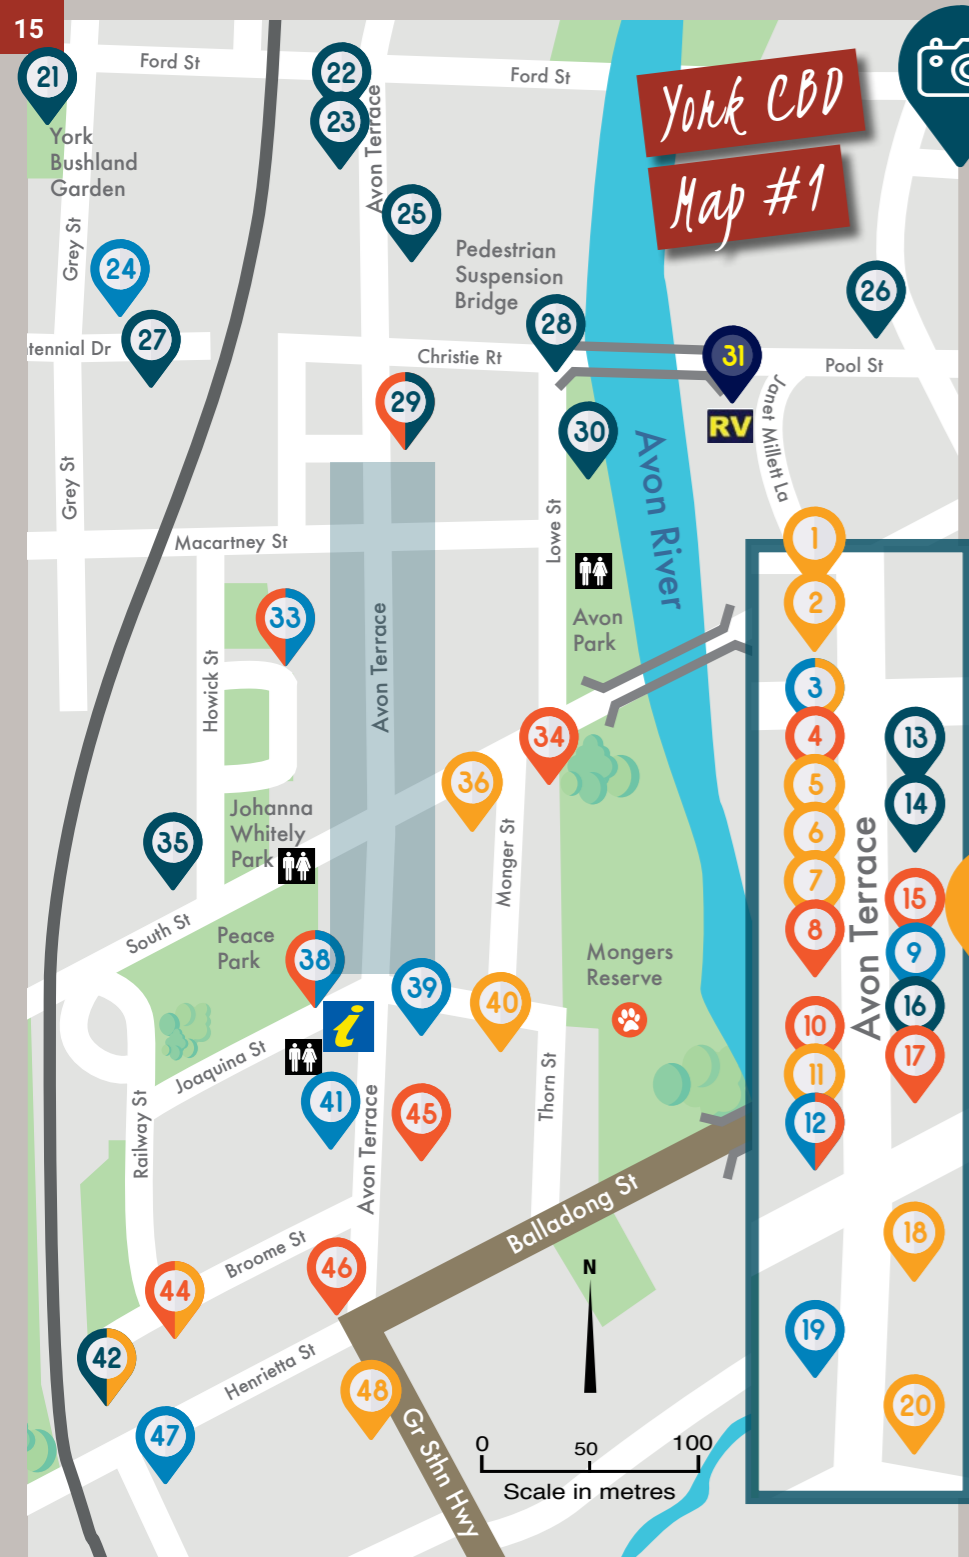 15
York CBD
Map #1
Ford St
Ford St
21
22
23
Avon Terrace
York
Bushland
Garden
Grey St
24
25
Pedestrian
Suspension
Bridge
26
27
28
31
tennial Dr
Christie Rt
Pool St
29
30
RV
Janet Millett La
Avon River
Grey St
Lowe St
Macartney St
33
Avon
Park
Howick St
Avon Terrace
34
36
35
Johanna
Whitely
Park
Monger St
South St
Peace
Park
38
39
40
Mongers
Reserve
i
Joaquina St
41
45
Railway St
Avon Terrace
Thorn St
Balladong St
Broome St
46
44
42
Henrietta St
47
48
Gr Sthn Hwy
N
0
50
100
Scale in metres
1
2
3
4
5
6
7
8
10
11
12
13
14
15
9
16
17
Avon Terrace
18
19
20